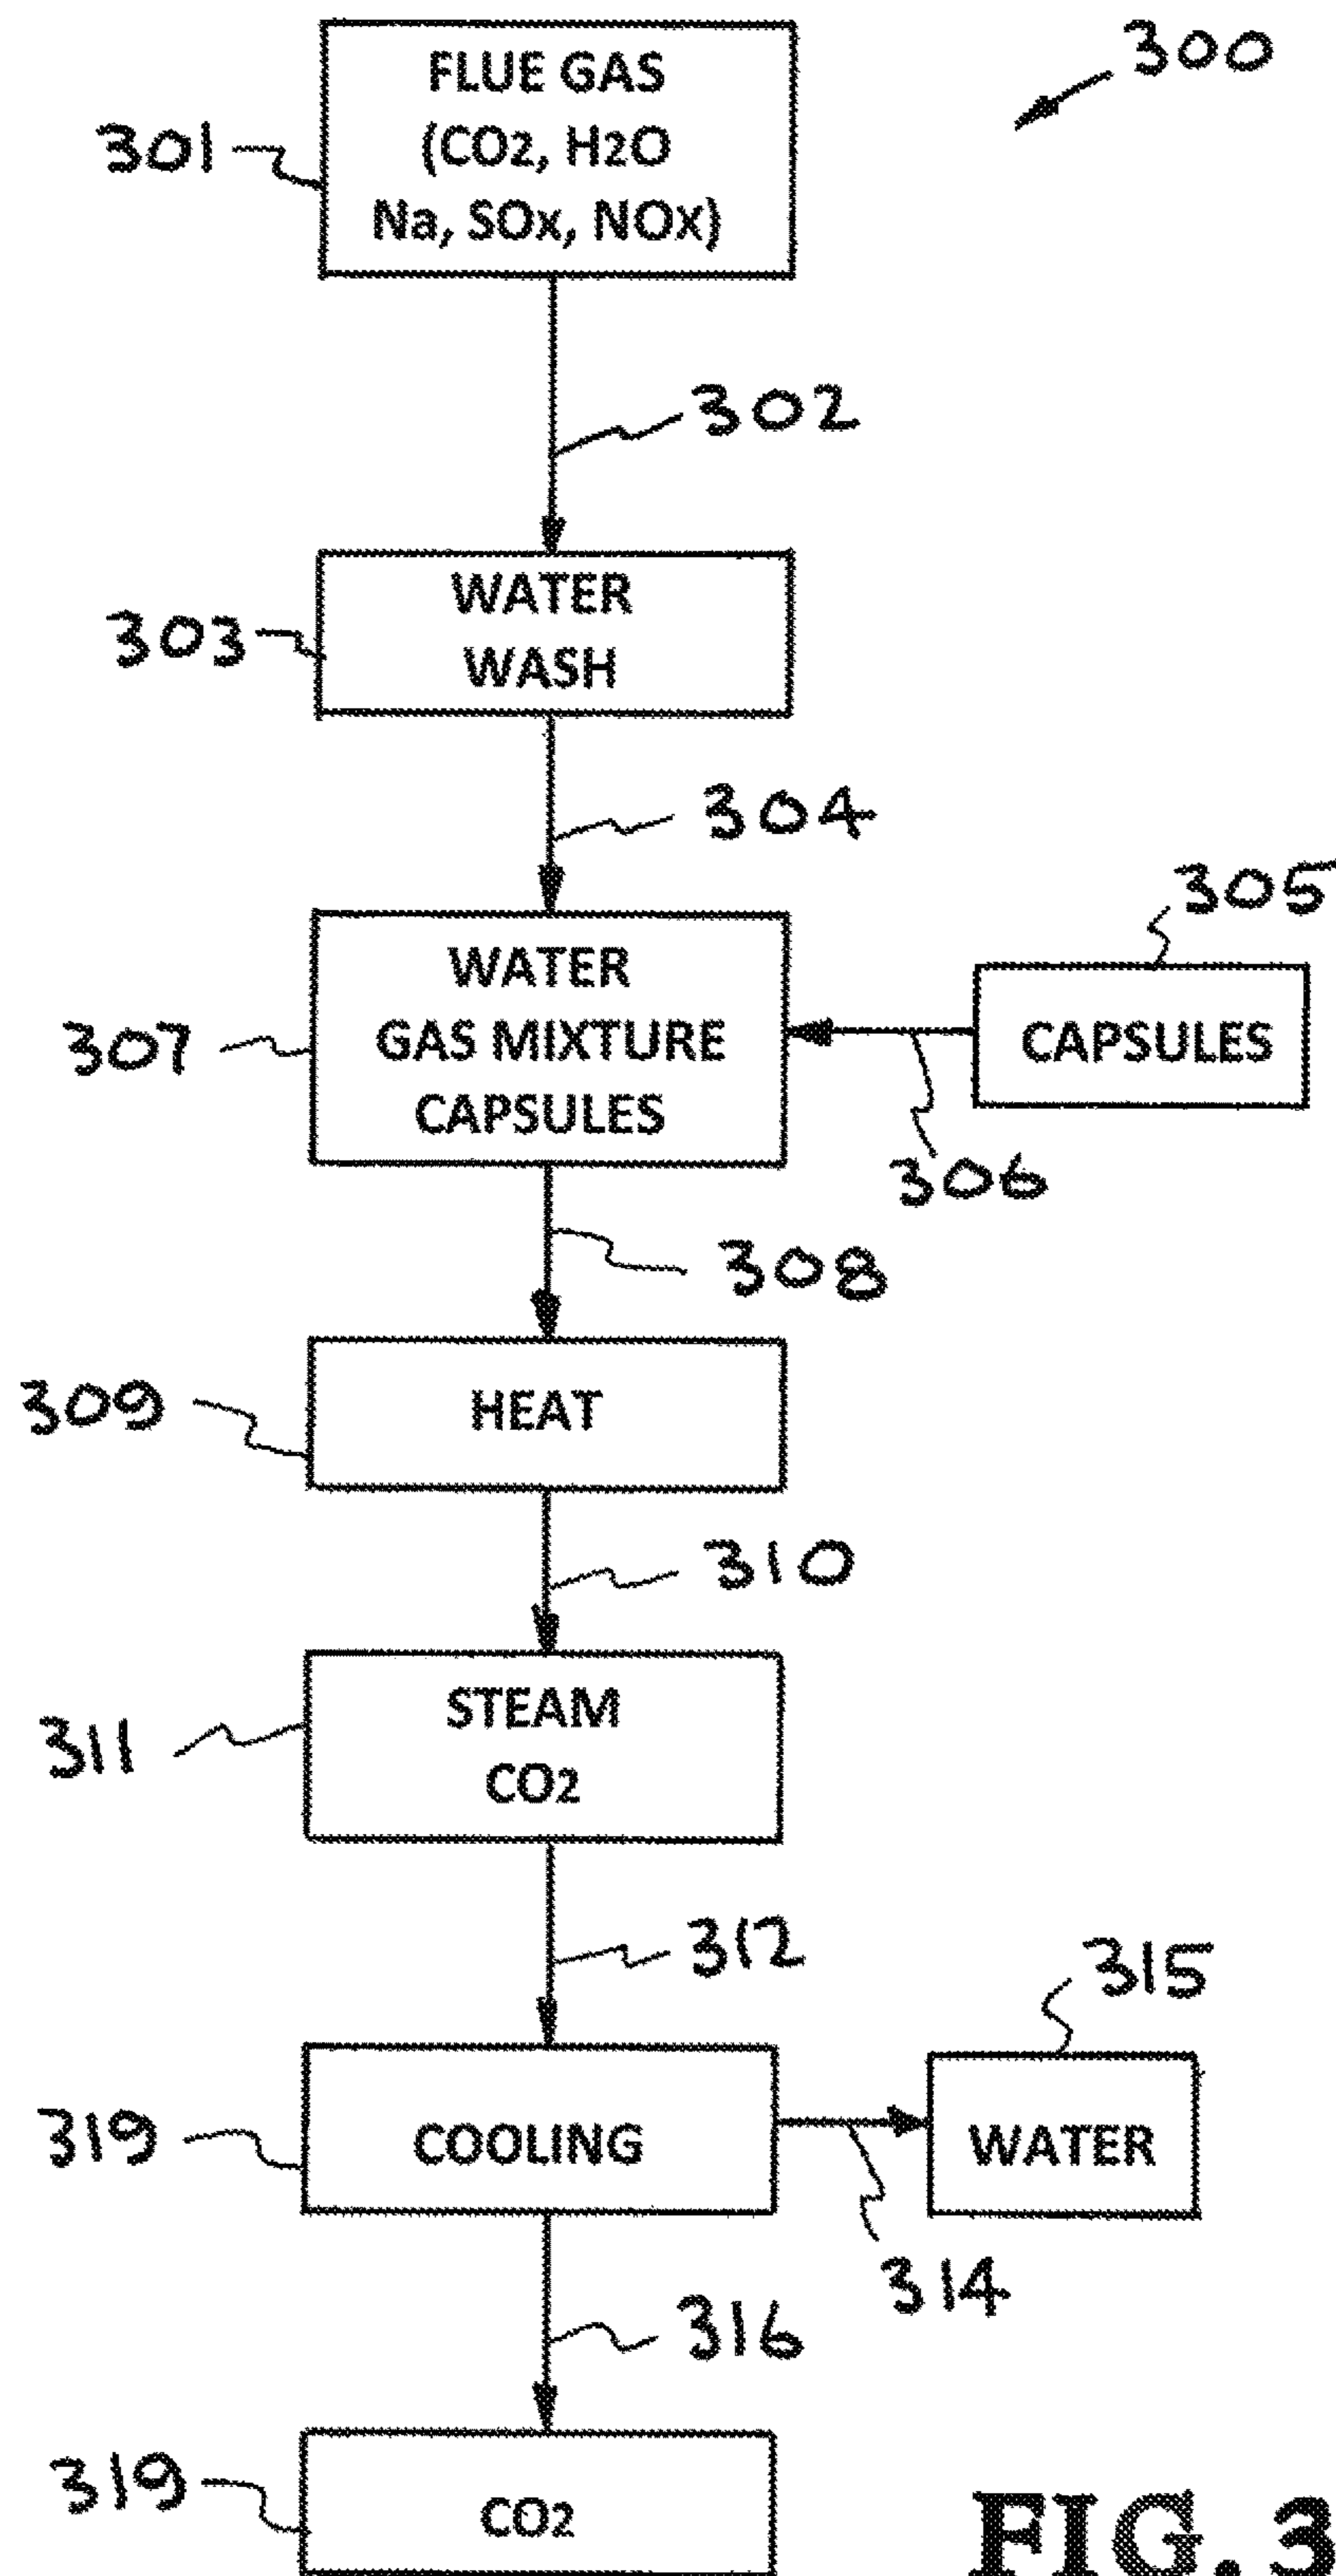 300
FLUE GAS
(CO2, H2O
Na, SOx, NOX)
301
302
WATER
WASH
303
304
305
WATER
GAS MIXTURE
CAPSULES
307
CAPSULES
306
308
HEAT
309
310
STEAM
CO2
311
312
315
COOLING
319
WATER
314
316
CO2
319
FIG. 3